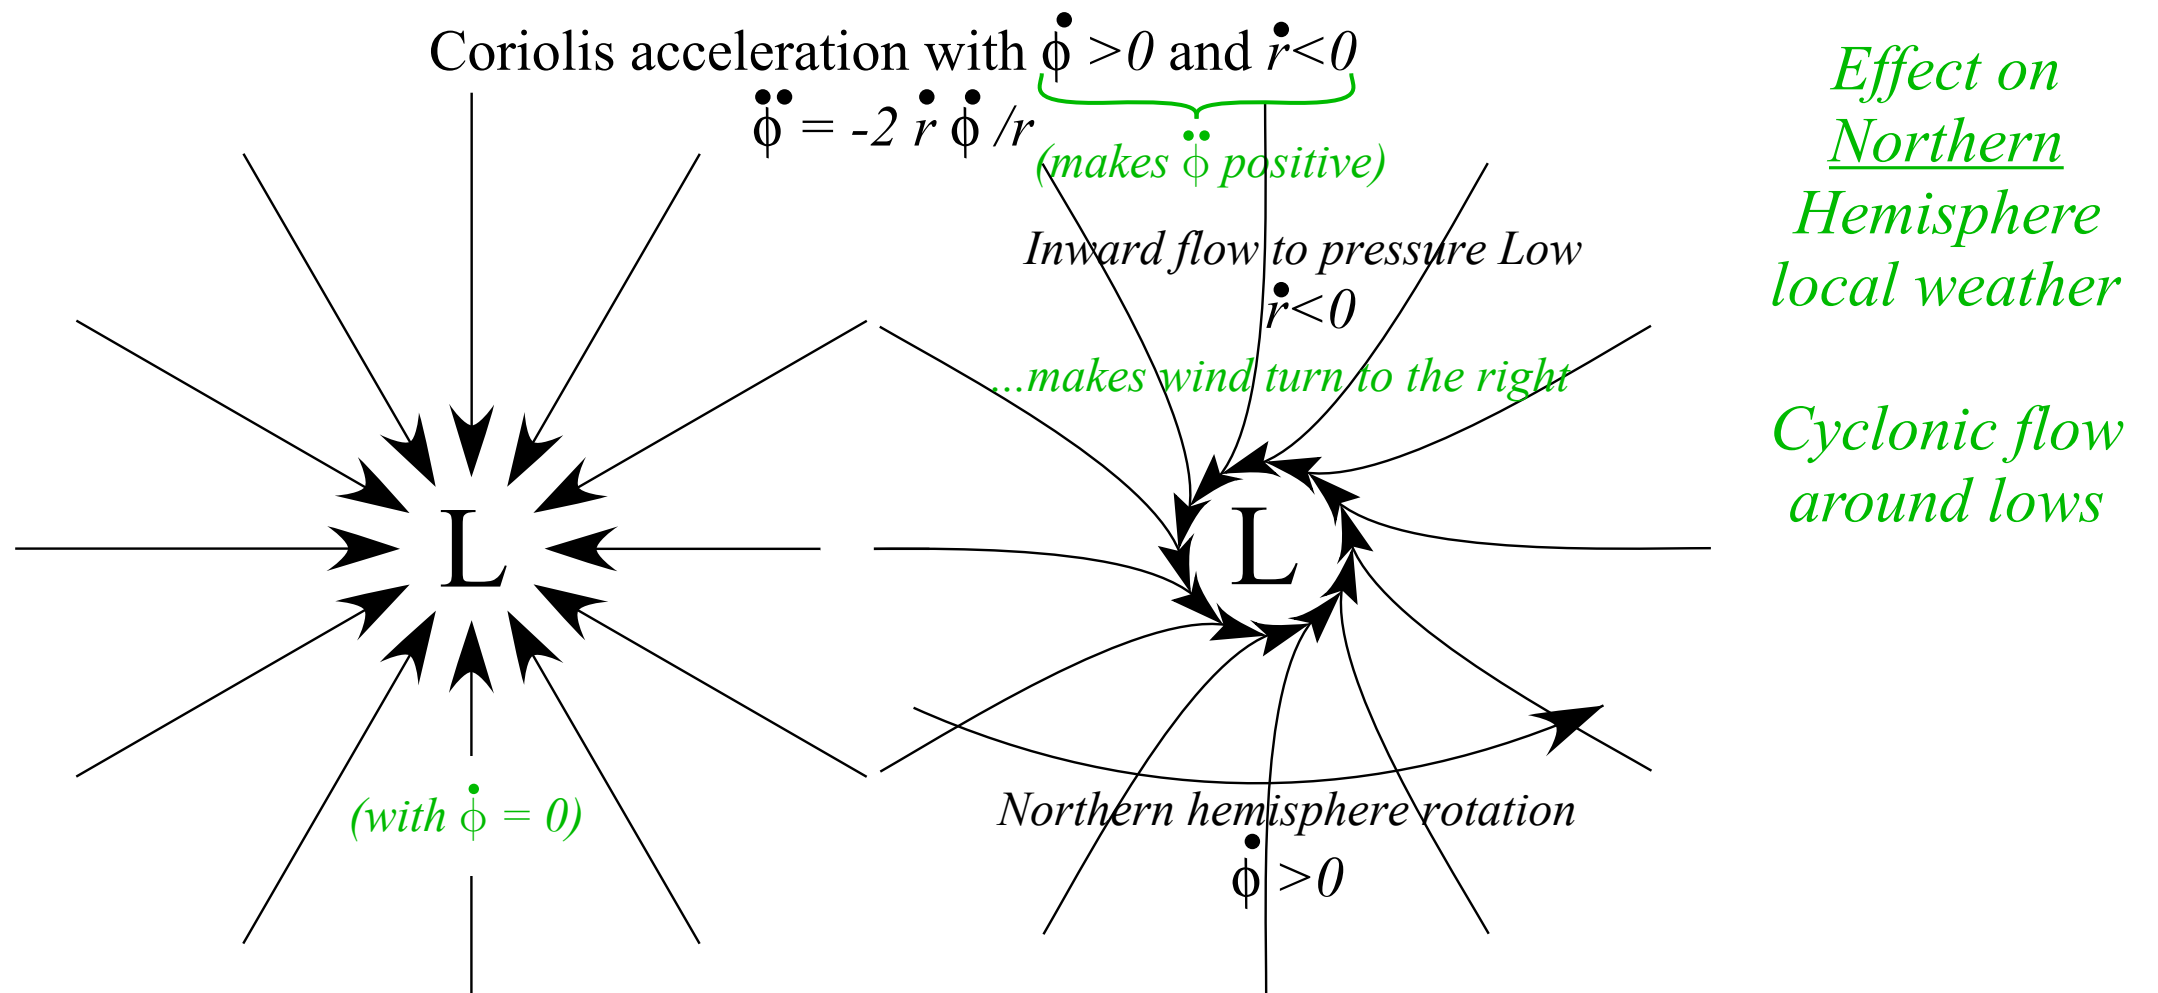 Coriolis acceleration with ϕ̇ >0 and ṙ<0
ϕ̈ = -2 ṙ ϕ̇ /r
(makes ϕ̈ positive)
Inward flow to pressure Low
ṙ<0
...makes wind turn to the right
L
L
(with ϕ̇ = 0)
Northern hemisphere rotation
ϕ̇ >0
Effect on
Northern
Hemisphere
local weather
Cyclonic flow
around lows